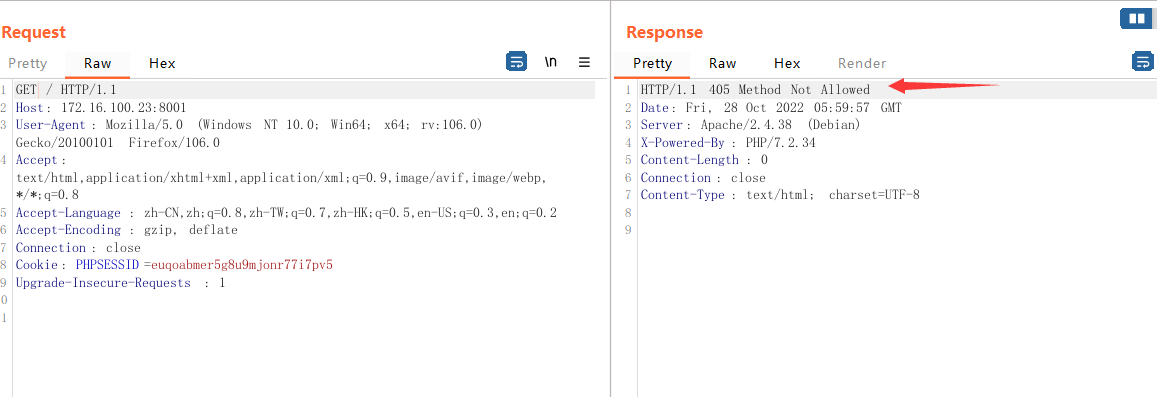 Request
Pretty Raw Hex \n ≡
1 GET / HTTP/1.1
2 Host: 172.16.100.23:8001
3 User-Agent: Mozilla/5.0 (Windows NT 10.0; Win64; x64; rv:106.0)
Gecko/20100101 Firefox/106.0
4 Accept:
text/html,application/xhtml+xml,application/xml;q=0.9,image/avif,image/webp,
*/*;q=0.8
5 Accept-Language: zh-CN,zh;q=0.8,zh-TW;q=0.7,zh-HK;q=0.5,en-US;q=0.3,en;q=0.2
6 Accept-Encoding: gzip, deflate
7 Connection: close
8 Cookie: PHPSESSID=euqoabmer5g8u9mjonr77i7pv5
9 Upgrade-Insecure-Requests: 1
0
1
Response
Pretty Raw Hex Render
1 HTTP/1.1 405 Method Not Allowed
2 Date: Fri, 28 Oct 2022 05:59:57 GMT
3 Server: Apache/2.4.38 (Debian)
4 X-Powered-By: PHP/7.2.34
5 Content-Length: 0
6 Connection: close
7 Content-Type: text/html; charset=UTF-8
8
9